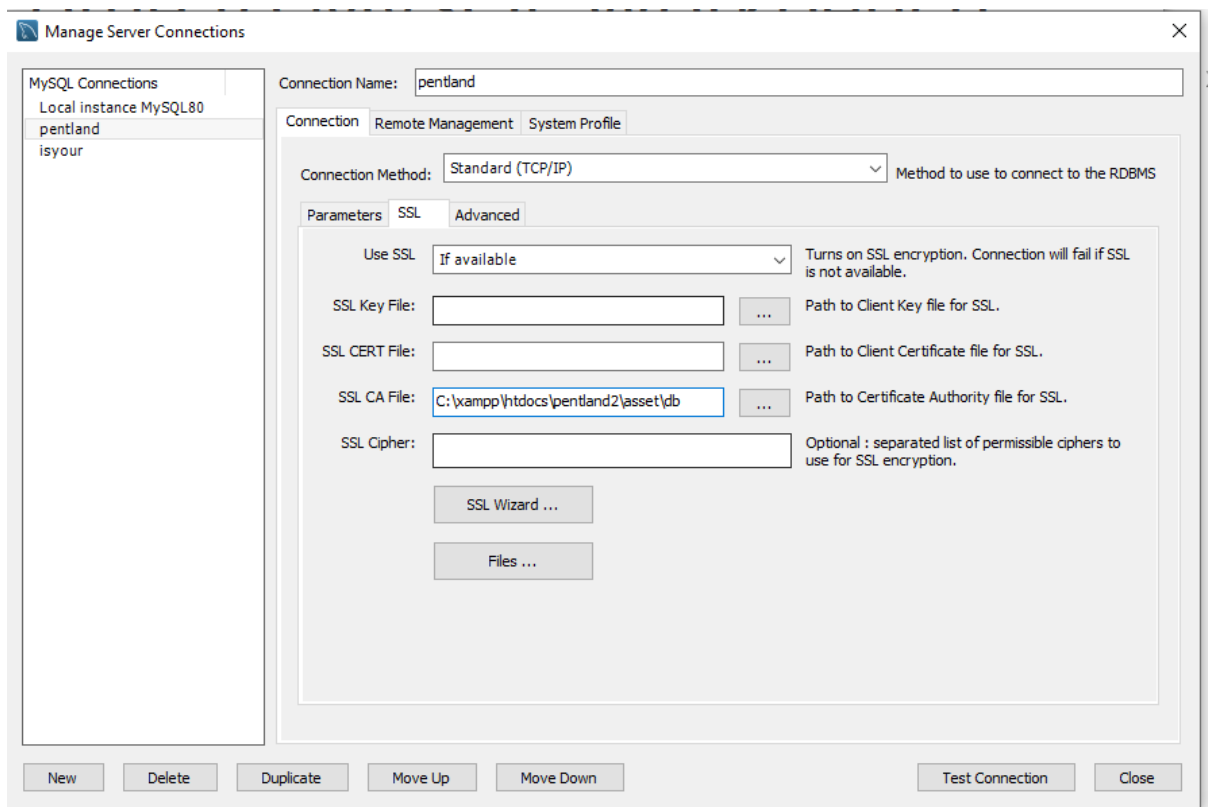 Manage Server Connections
MySQL Connections
Local instance MySQL80
pentland
isyour
Connection Name: pentland
Connection Remote Management System Profile
Connection Method: Standard (TCP/IP) Method to use to connect to the RDBMS
Parameters SSL Advanced
Use SSL If available Turns on SSL encryption. Connection will fail if SSL
is not available.
SSL Key File: ... Path to Client Key file for SSL.
SSL CERT File: ... Path to Client Certificate file for SSL.
SSL CA File: C:\xampp\htdocs\pentland2\asset\db ... Path to Certificate Authority file for SSL.
SSL Cipher: Optional : separated list of permissible ciphers to
use for SSL encryption.
SSL Wizard ...
Files ...
New Delete Duplicate Move Up Move Down Test Connection Close